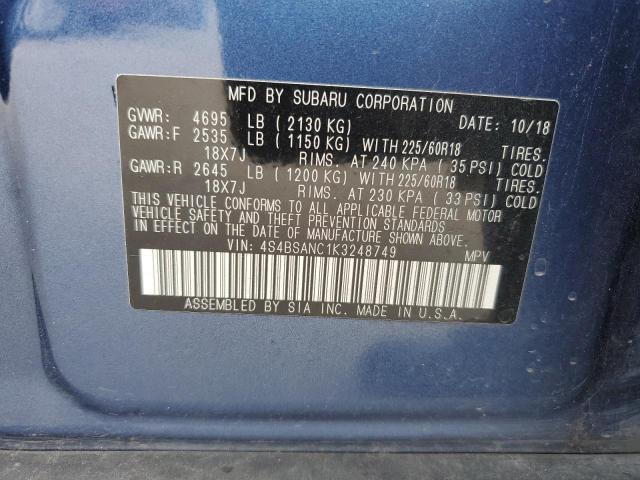 MFD BY SUBARU CORPORATION
GVWR: 4695 LB ( 2130 KG) DATE: 10/18
GAWR:F 2535 LB ( 1150 KG) WITH 225/60R18 TIRES.
18X7J RIMS. AT 240 KPA ( 35 PSI) COLD
GAWR:R 2645 LB ( 1200 KG) WITH 225/60R18 TIRES.
18X7J RIMS. AT 230 KPA ( 33 PSI) COLD
THIS VEHICLE CONFORMS TO ALL APPLICABLE FEDERAL MOTOR
VEHICLE SAFETY AND THEFT PREVENTION STANDARDS
IN EFFECT ON THE DATE OF MANUFACTURE SHOWN ABOVE.
VIN: 4S4BSANC1K3248749 MPV
ASSEMBLED BY SIA INC. MADE IN U.S.A.